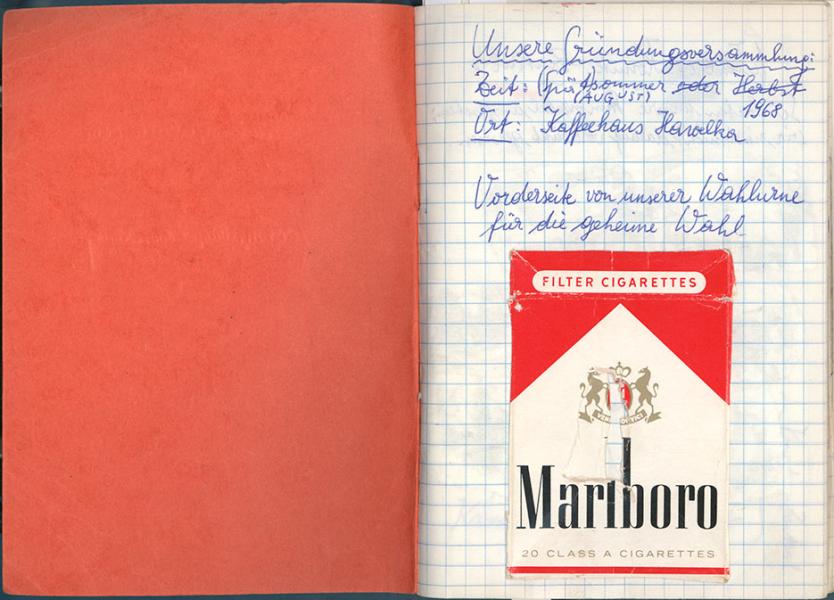 Unsere Gründungsversammlung:
Zeit: (Spät)sommer oder Herbst
(AUGUST) 1968
Ort: Kaffeehaus Hawelka
Vorderseite von unserer Wahlurne
für die geheime Wahl
FILTER CIGARETTES
Marlboro
20 CLASS A CIGARETTES